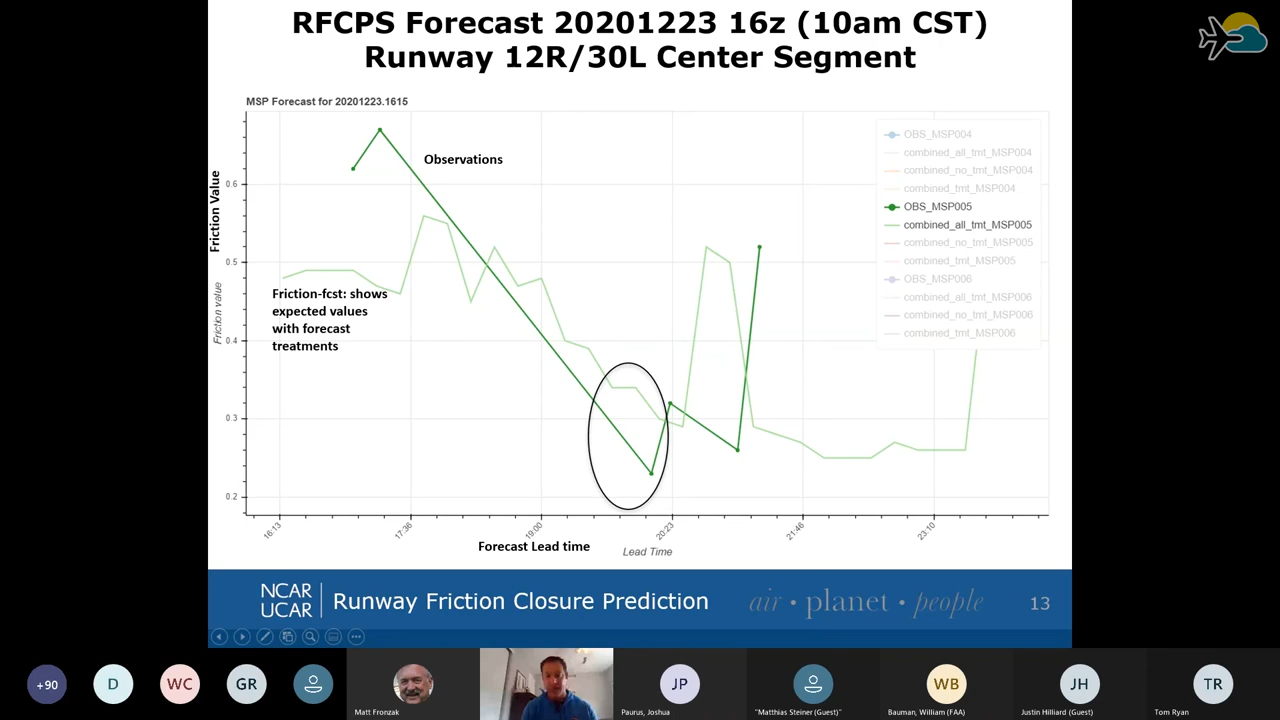 RFCPS Forecast 20201223 16z (10am CST)
Runway 12R/30L Center Segment
MSP Forecast for 20201223.1615
Observations
Friction Value
Friction value
0.6
0.5
0.4
0.3
0.2
Friction-fcst: shows
expected values
with forecast
treatments
OBS_MSP004
combined_all_tmt_MSP004
combined_no_tmt_MSP004
combined_tmt_MSP004
OBS_MSP005
combined_all_tmt_MSP005
combined_no_tmt_MSP005
combined_tmt_MSP005
OBS_MSP006
combined_all_tmt_MSP006
combined_no_tmt_MSP006
combined_tmt_MSP006
16:13
17:36
19:00
20:23
21:46
23:10
Forecast Lead time
Lead Time
NCAR
UCAR
Runway Friction Closure Prediction
air • planet • people
13
+90
D
WC
GR
JP
WB
JH
TR
Matt Fronzak
Paurus, Joshua
"Matthias Steiner (Guest)"
Bauman, William (FAA)
Justin Hilliard (Guest)
Tom Ryan